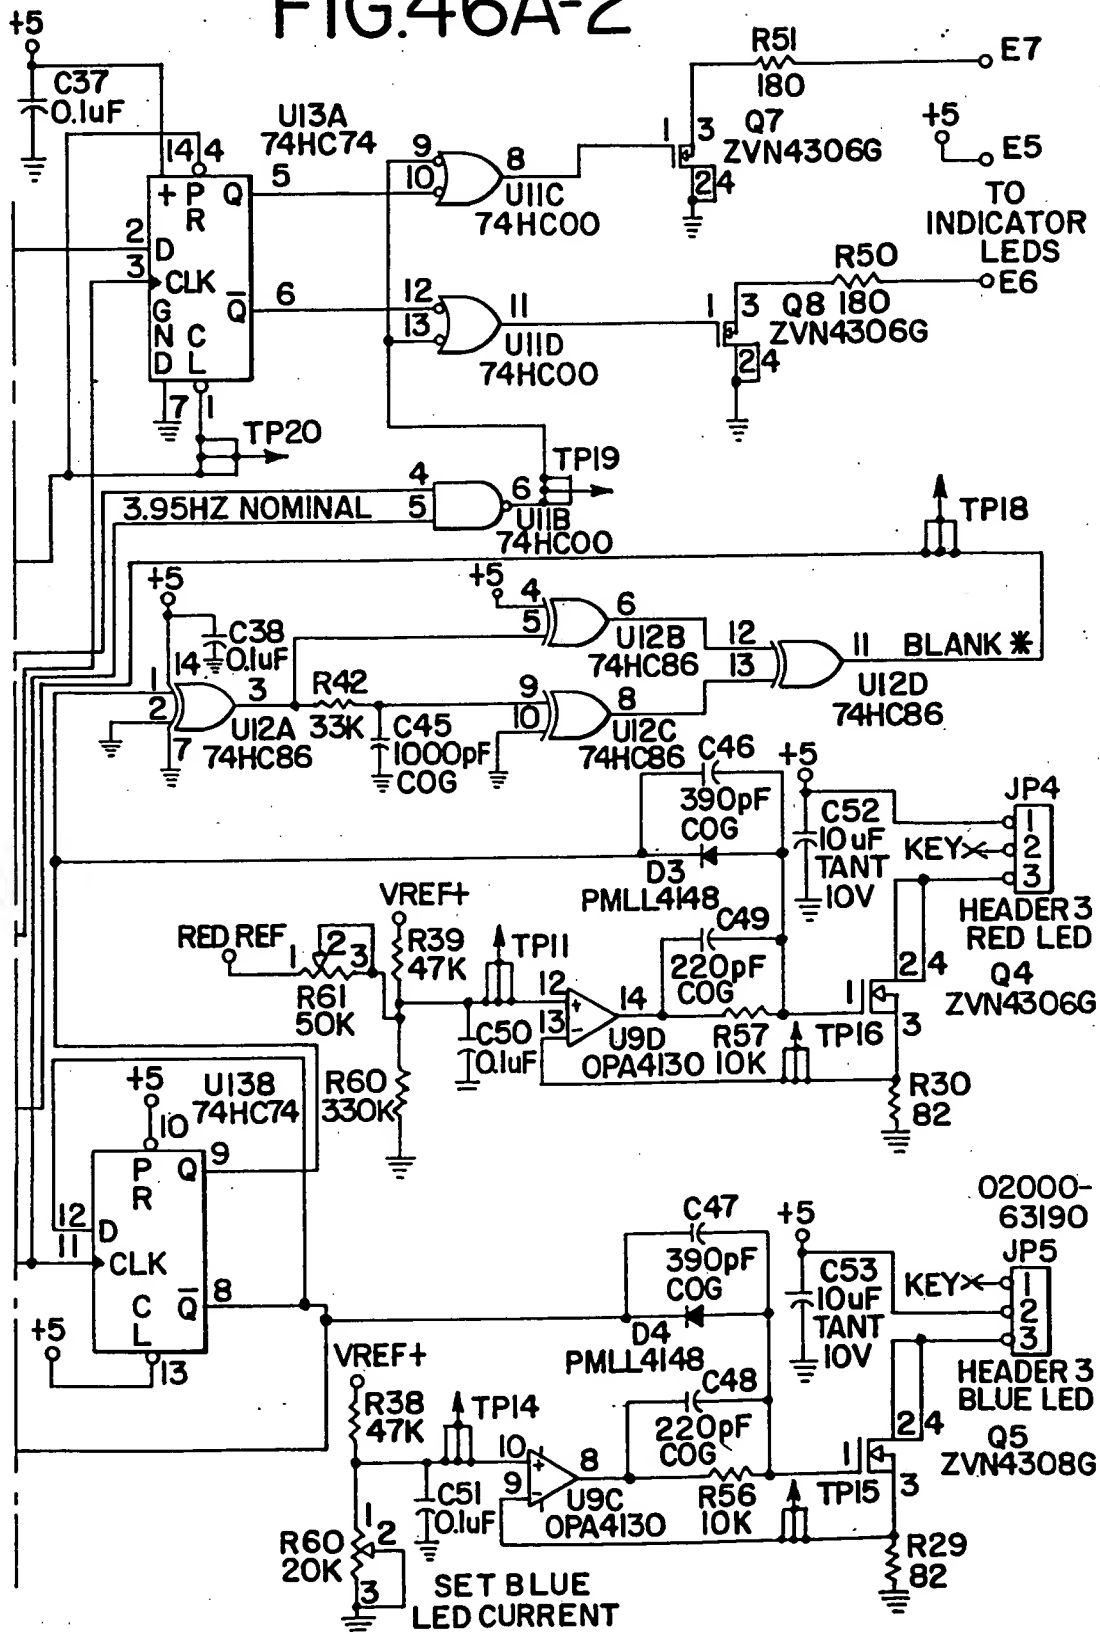 FIG.46A-2
+5
C37
0.1uF
U13A
74HC74
14 4
+ P Q
R
5
2
D
3
CLK
G
N C
D L
Q
6
7
1
TP20
9
10
8
U11C
74HC00
12
13
11
U11D
74HC00
R51
180
E7
1
3
Q7
ZVN4306G
2 4
+5
E5
TO
INDICATOR
LEDS
R50
180
E6
1
3
Q8
ZVN4306G
2 4
3.95HZ NOMINAL
4
5
6
U11B
74HC00
TP19
TP18
+5
C38
0.1uF
14
1
2
3
7
U12A
74HC86
R42
33K
C45
1000pF
COG
+5
4
5
6
U12B
74HC86
9
10
8
U12C
74HC86
12
13
11
BLANK *
U12D
74HC86
C46
390pF
COG
D3
PMLL4148
+5
C52
10uF
TANT
10V
JP4
1
KEY
2
3
HEADER 3
RED LED
VREF+
RED REF
1
2
3
R61
50K
R39
47K
TP11
C49
220pF
COG
12
+
13
-
14
U9D
OPA4130
R57
10K
C50
0.1uF
TP16
1
2 4
3
Q4
ZVN4306G
R30
82
R60
330K
U138
74HC74
+5
10
P Q
R
9
12
D
11
CLK
C Q
L
8
+5
13
02000-
63190
C47
390pF
COG
D4
PMLL4148
+5
C53
10uF
TANT
10V
JP5
KEY
1
2
3
HEADER 3
BLUE LED
VREF+
R38
47K
TP14
C48
220pF
COG
10
+
9
-
8
U9C
OPA4130
R56
10K
C51
0.1uF
TP15
1
2 4
3
Q5
ZVN4308G
R29
82
R60
20K
1
2
3
SET BLUE
LED CURRENT